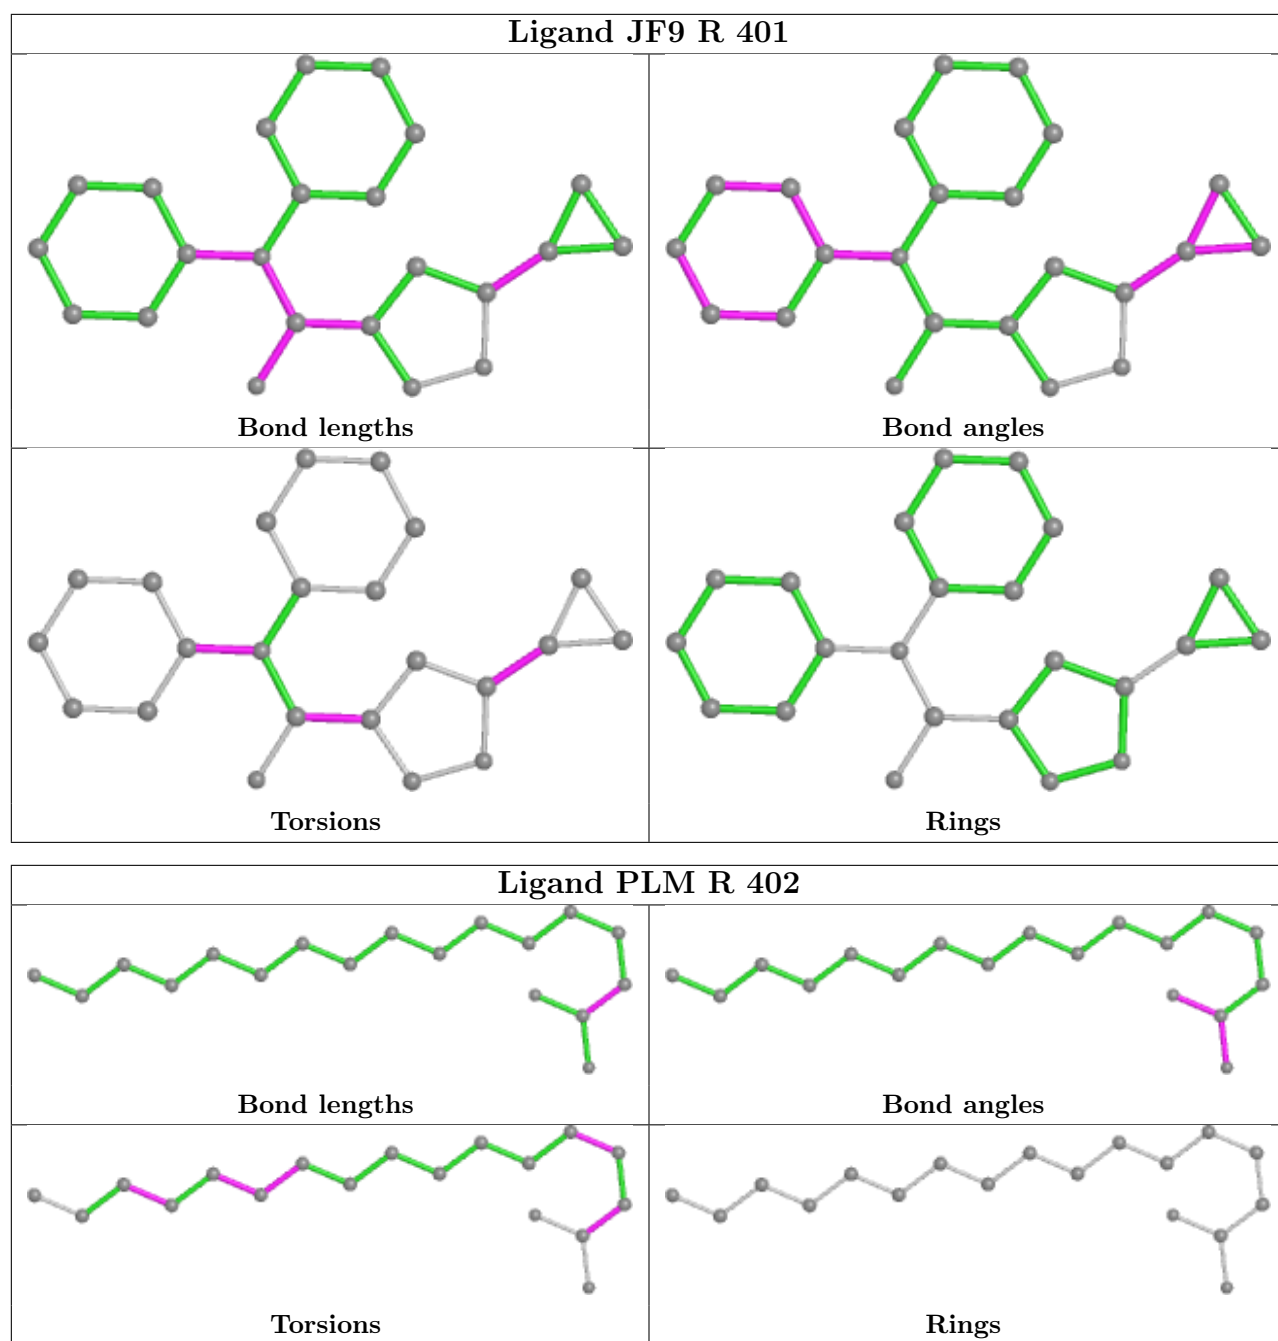 Ligand JF9 R 401
Bond lengths
Bond angles
Torsions
Rings
Ligand PLM R 402
Bond lengths
Bond angles
Torsions
Rings